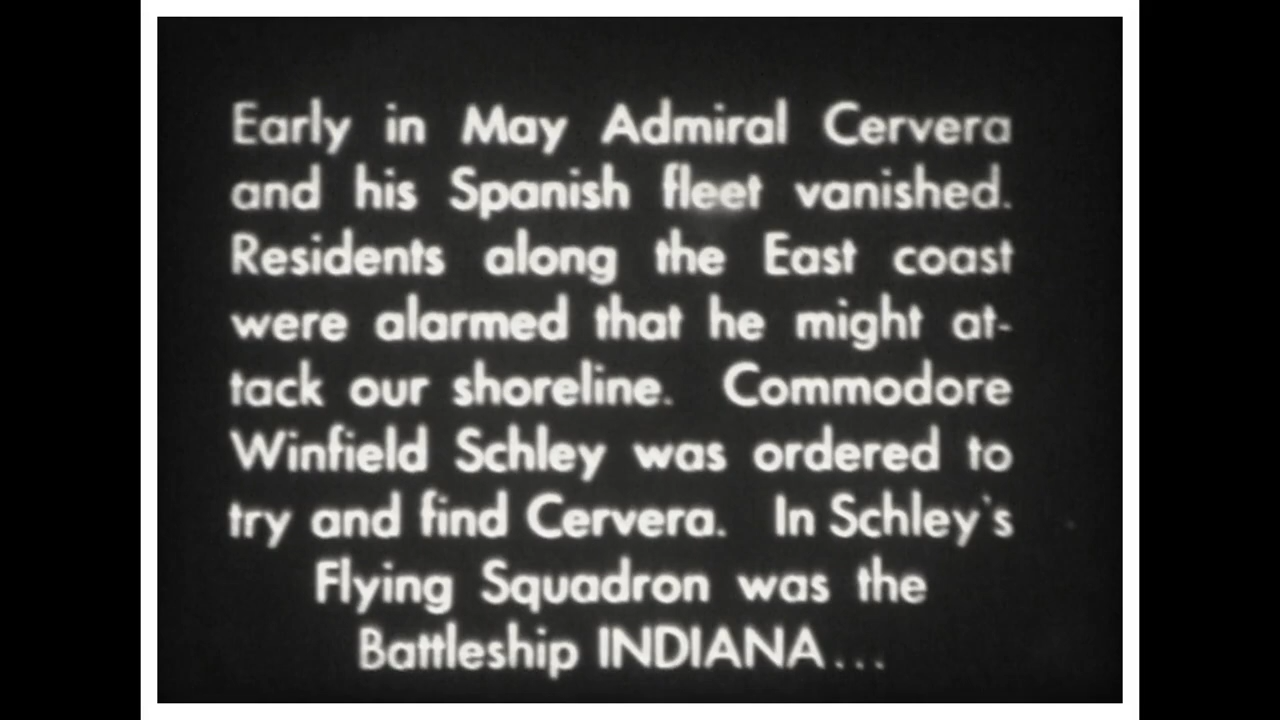 Early in May Admiral Cervera
and his Spanish fleet vanished.
Residents along the East coast
were alarmed that he might at-
tack our shoreline. Commodore
Winfield Schley was ordered to
try and find Cervera. In Schley's
Flying Squadron was the
Battleship INDIANA...